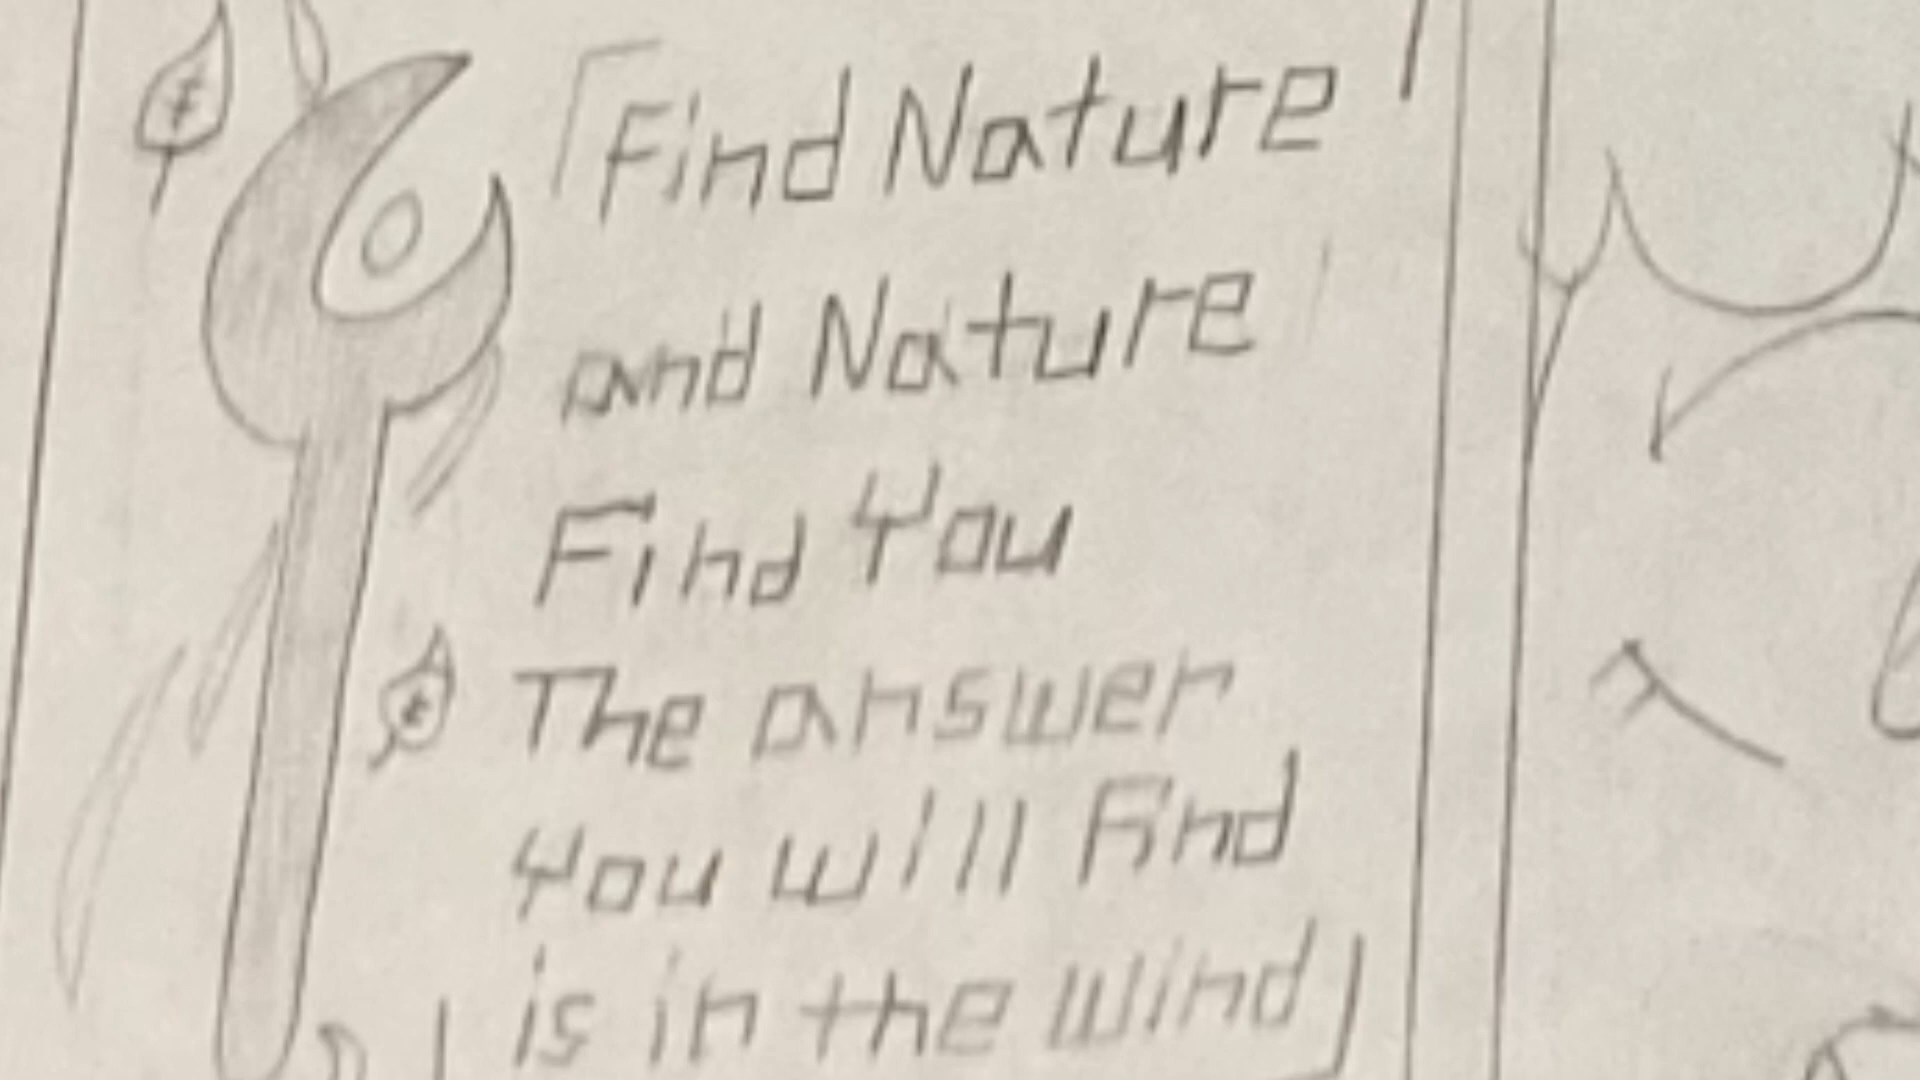 Find Nature
and Nature
Find You
The answer
You will Find
is in the wind